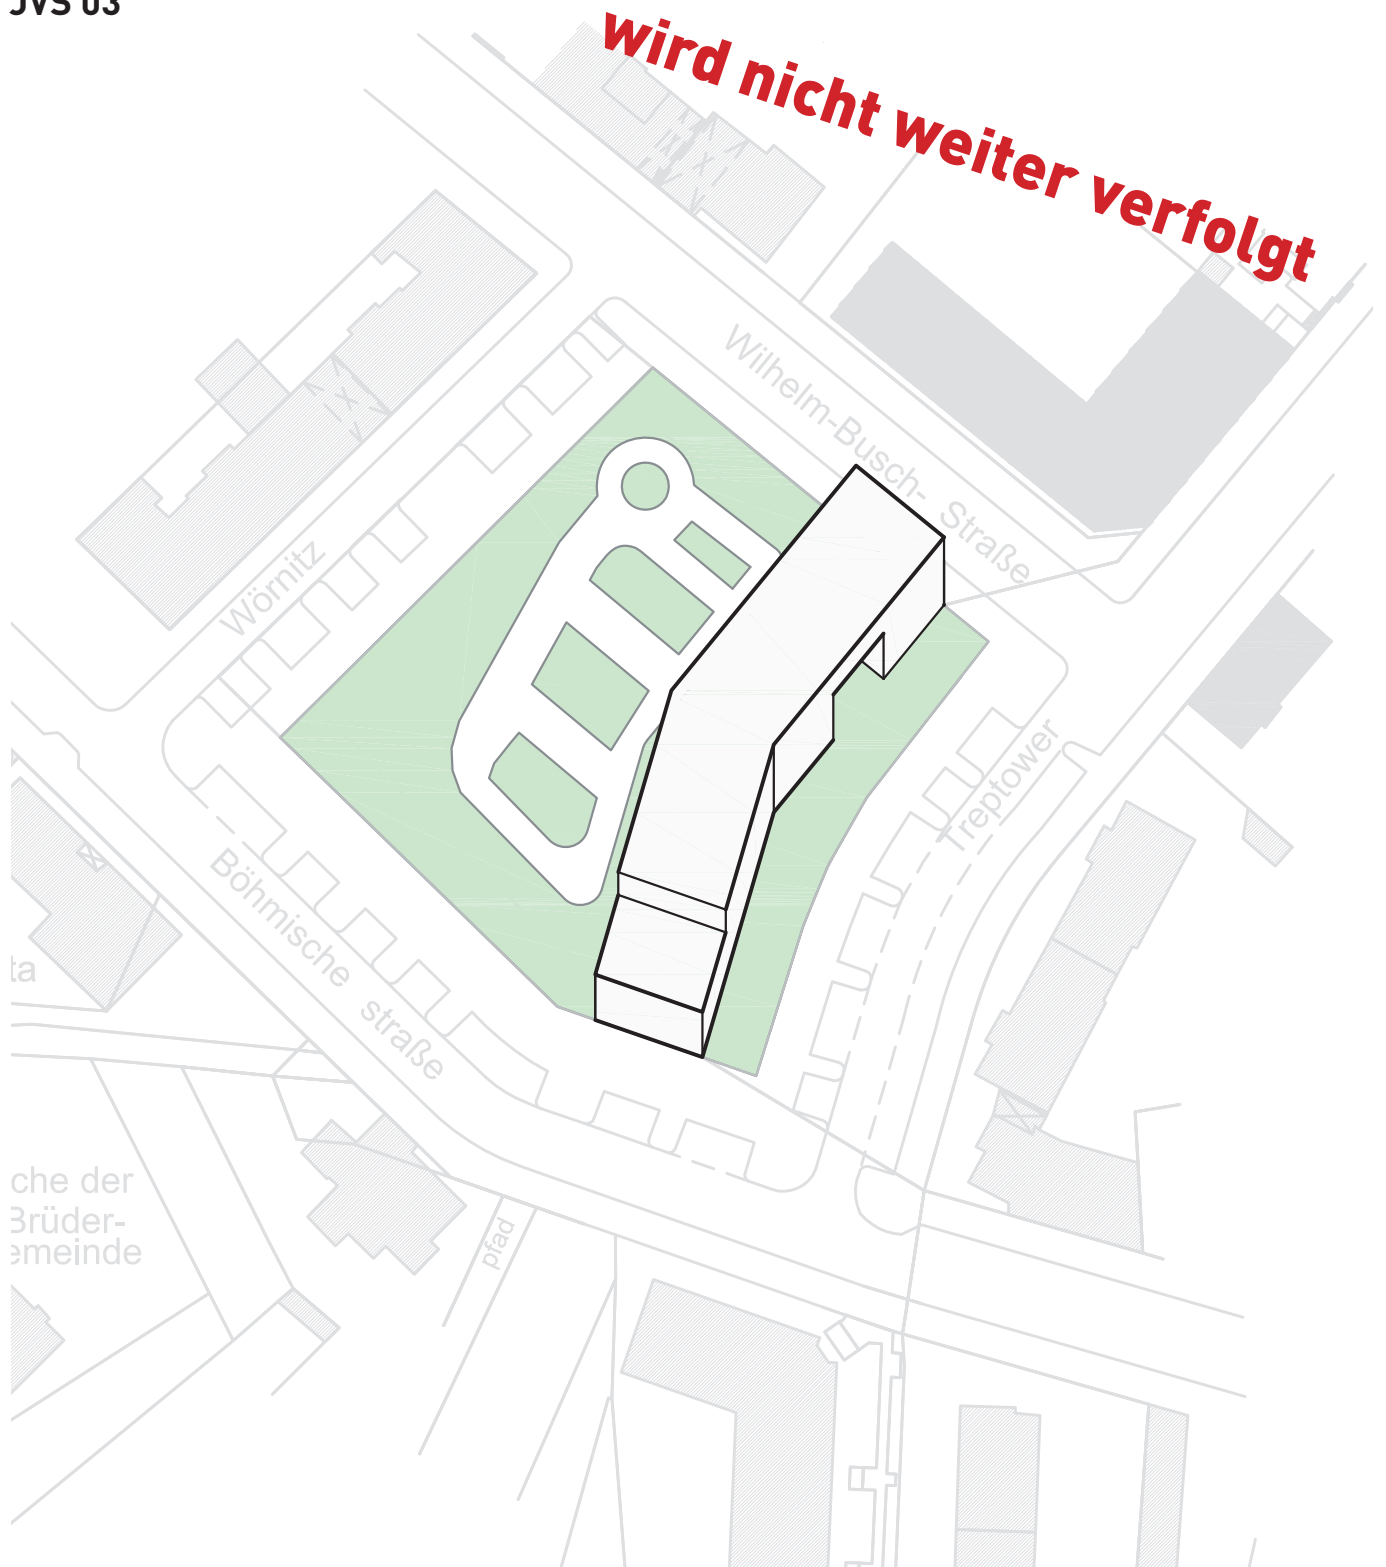 JVS 03
wird nicht weiter verfolgt
Wilhelm-Busch- Straße
Wörnitz
Treptower
Böhmische straße
ta
che der
Brüder-
emeinde
pfad